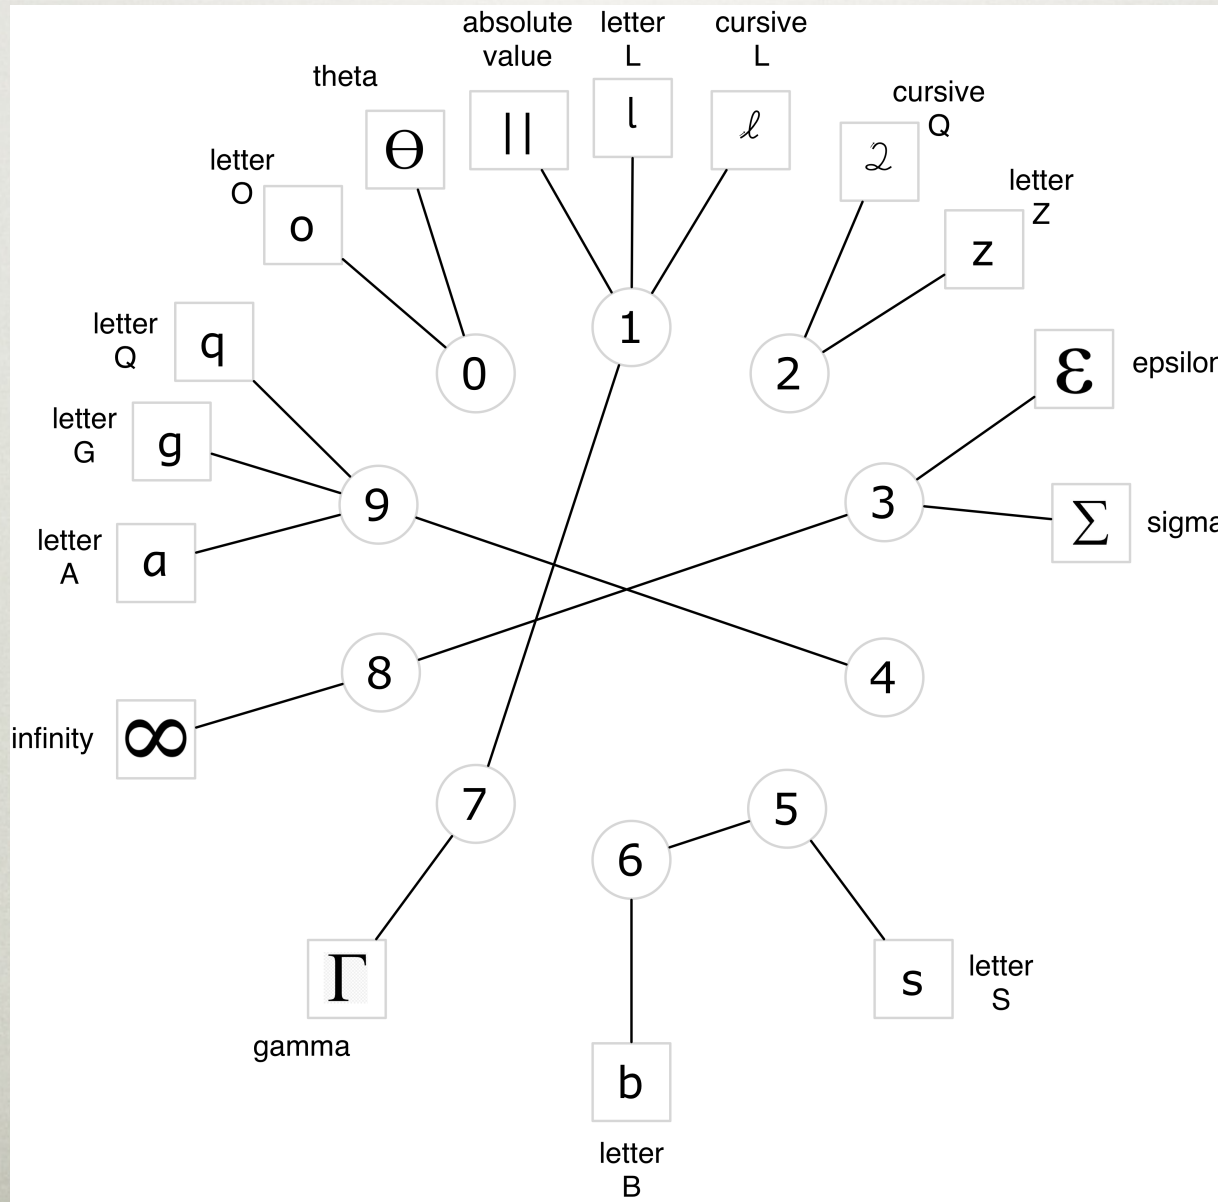 absolute
value
letter
L
cursive
L
theta
||
l
ℓ
cursive
Q
Ɵ
2
letter
O
letter
Z
o
z
letter
Q
q
0
1
2
ε
epsilon
letter
G
g
9
3
Σ
sigma
letter
A
a
8
4
infinity
∞
7
5
6
Γ
s
letter
S
gamma
b
letter
B